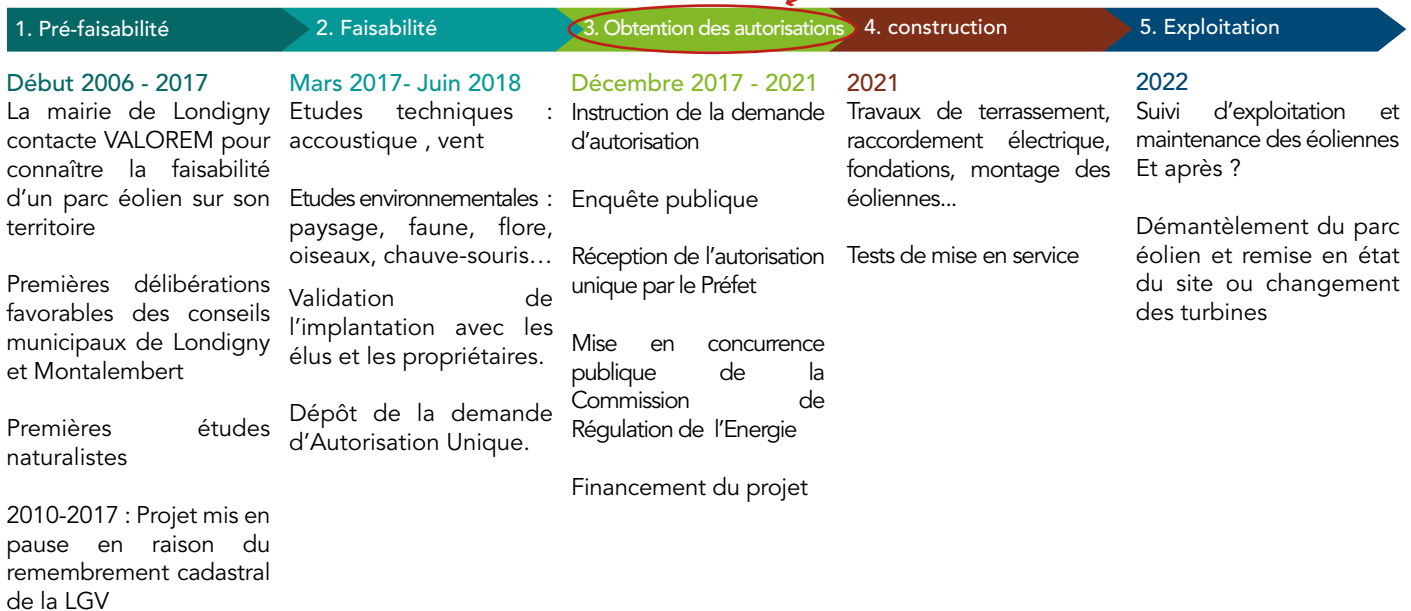 1. Pré-faisabilité
2. Faisabilité
3. Obtention des autorisations
4. construction
5. Exploitation
Début 2006 - 2017
La mairie de Londigny
contacte VALOREM pour
connaître la faisabilité
d'un parc éolien sur son
territoire
Premières délibérations
favorables des conseils
municipaux de Londigny
et Montalembert
Premières études
naturalistes
2010-2017 : Projet mis en
pause en raison du
remembrement cadastral
de la LGV
Mars 2017- Juin 2018
Etudes techniques :
accoustique , vent
Etudes environnementales :
paysage, faune, flore,
oiseaux, chauve-souris…
Validation de
l'implantation avec les
élus et les propriétaires.
Dépôt de la demande
d'Autorisation Unique.
Décembre 2017 - 2021
Instruction de la demande
d'autorisation
Enquête publique
Réception de l'autorisation
unique par le Préfet
Mise en concurrence
publique de la
Commission de
Régulation de l'Energie
Financement du projet
2021
Travaux de terrassement,
raccordement électrique,
fondations, montage des
éoliennes...
Tests de mise en service
2022
Suivi d'exploitation et
maintenance des éoliennes
Et après ?
Démantèlement du parc
éolien et remise en état
du site ou changement
des turbines